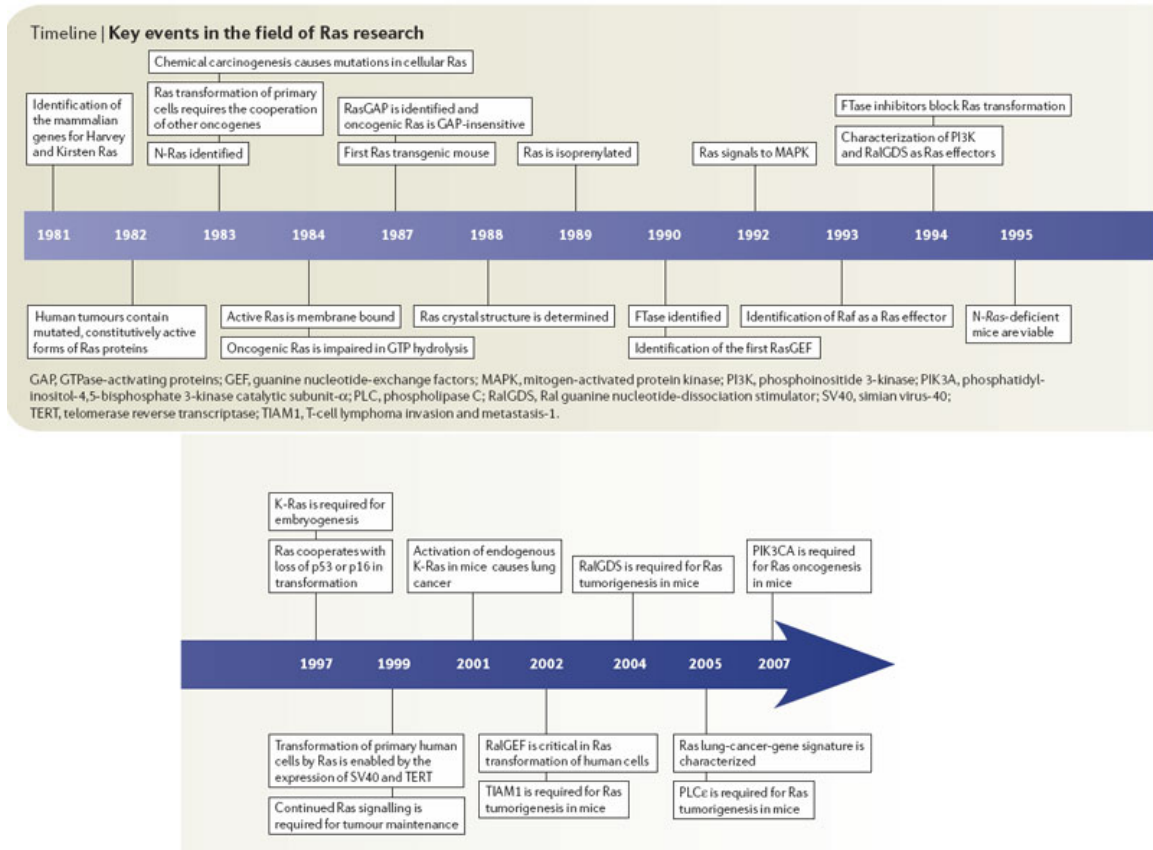 Timeline | Key events in the field of Ras research
Chemical carcinogenesis causes mutations in cellular Ras
Identification of
the mammalian
genes for Harvey
and Kirsten Ras
Ras transformation of primary
cells requires the cooperation
of other oncogenes
N-Ras identified
RasGAP is identified and
oncogenic Ras is GAP-insensitive
First Ras transgenic mouse
Ras is isoprenylated
Ras signals to MAPK
FTase inhibitors block Ras transformation
Characterization of PI3K
and RalGDS as Ras effectors
1981 1982 1983 1984 1987 1988 1989 1990 1992 1993 1994 1995
Human tumours contain
mutated, constitutively active
forms of Ras proteins
Active Ras is membrane bound
Oncogenic Ras is impaired in GTP hydrolysis
Ras crystal structure is determined
FTase identified
Identification of the first RasGEF
Identification of Raf as a Ras effector
N-Ras-deficient
mice are viable
GAP, GTPase-activating proteins; GEF, guanine nucleotide-exchange factors; MAPK, mitogen-activated protein kinase; PI3K, phosphoinositide 3-kinase; PIK3A, phosphatidyl-
inositol-4,5-bisphosphate 3-kinase catalytic subunit-α; PLC, phospholipase C; RalGDS, Ral guanine nucleotide-dissociation stimulator; SV40, simian virus-40;
TERT, telomerase reverse transcriptase; TIAM1, T-cell lymphoma invasion and metastasis-1.
K-Ras is required for
embryogenesis
Ras cooperates with
loss of p53 or p16 in
transformation
Activation of endogenous
K-Ras in mice causes lung
cancer
RalGDS is required for Ras
tumorigenesis in mice
PIK3CA is required
for Ras oncogenesis
in mice
1997 1999 2001 2002 2004 2005 2007
Transformation of primary human
cells by Ras is enabled by the
expression of SV40 and TERT
Continued Ras signalling is
required for tumour maintenance
RalGEF is critical in Ras
transformation of human cells
TIAM1 is required for Ras
tumorigenesis in mice
Ras lung-cancer-gene signature is
characterized
PLCε is required for Ras
tumorigenesis in mice